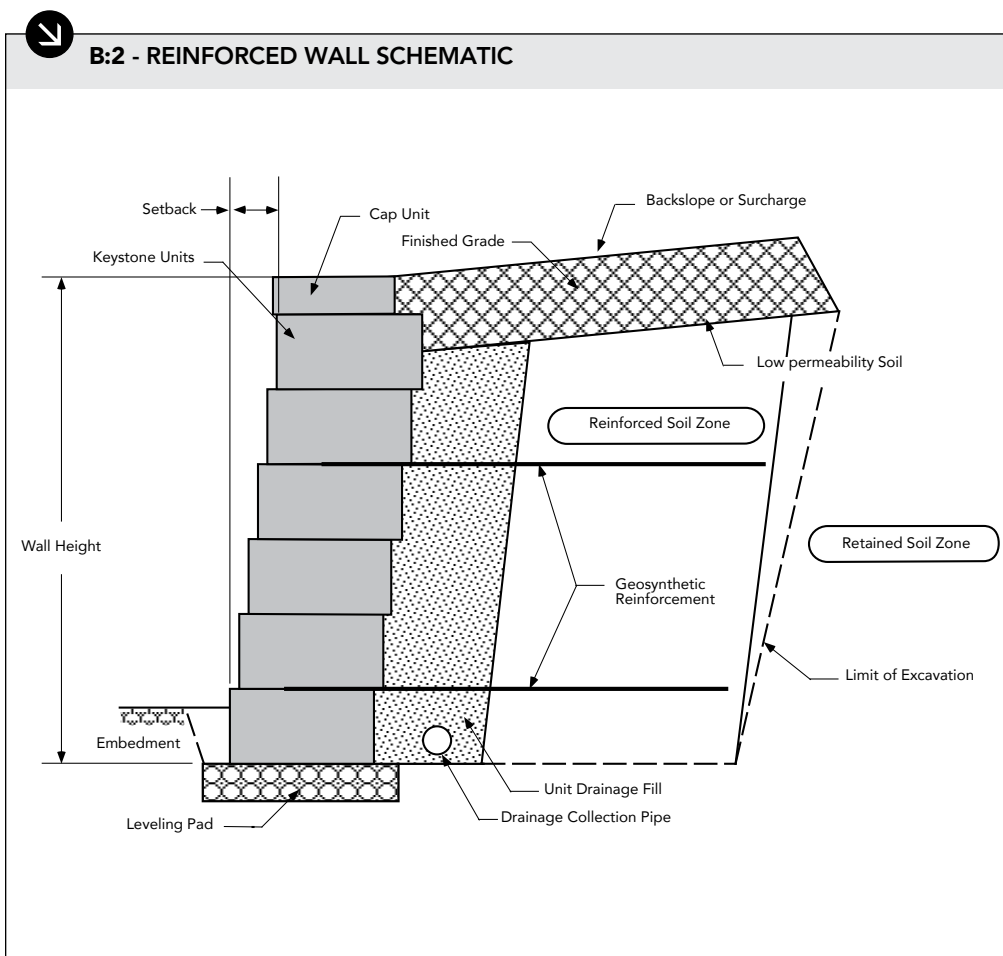 B:2 - REINFORCED WALL SCHEMATIC
Backslope or Surcharge
Setback
Cap Unit
Finished Grade
Keystone Units
Low permeability Soil
Reinforced Soil Zone
Wall Height
Retained Soil Zone
Geosynthetic
Reinforcement
Limit of Excavation
Embedment
Unit Drainage Fill
Drainage Collection Pipe
Leveling Pad